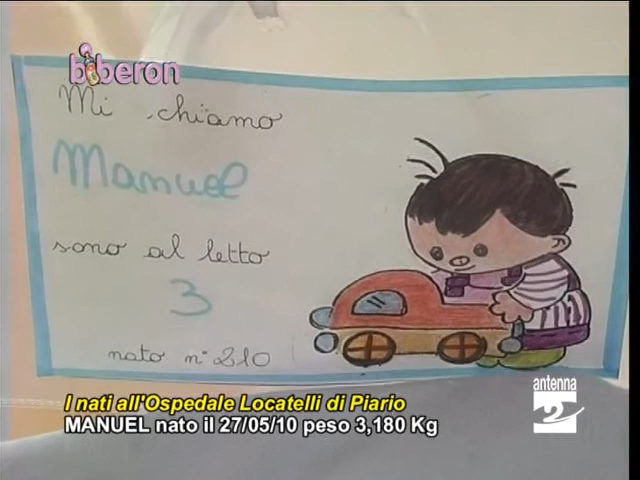 biberon
Mi chiamo
Manuel
sono al letto
3
nato n° 210
I nati all'Ospedale Locatelli di Piario
MANUEL nato il 27/05/10 peso 3,180 Kg
antenna
2